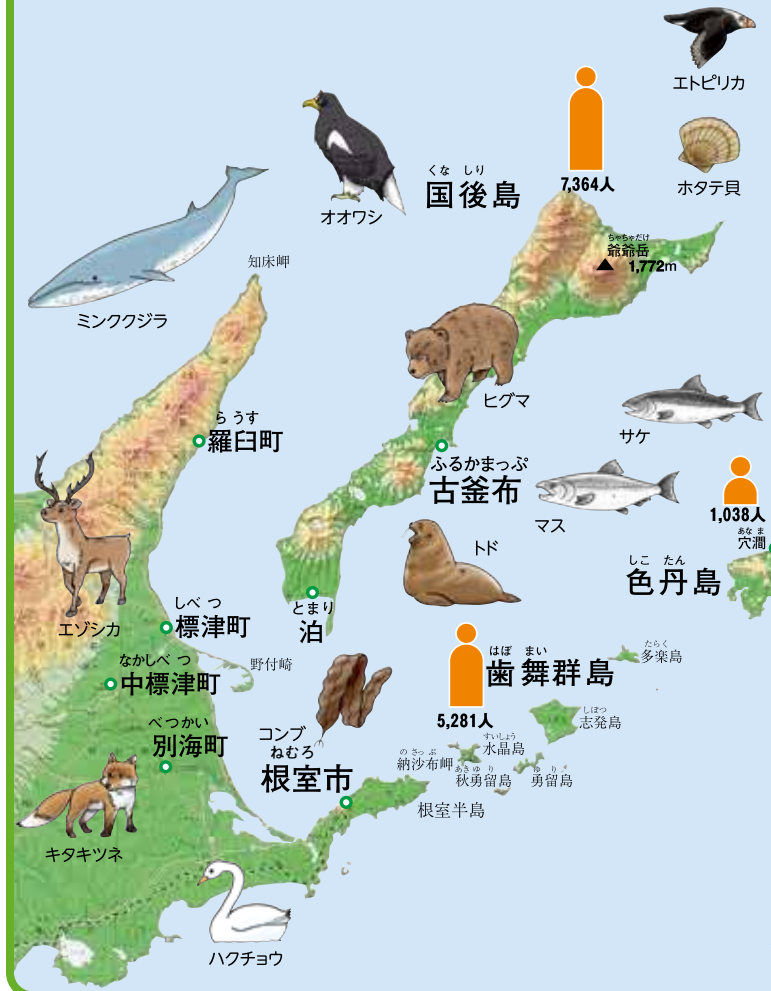 エトピリカ
7,364人
ホタテ貝
くな しり
国後島
オオワシ
ちゃちゃだけ
爺爺岳
1,772m
知床岬
ミンククジラ
ヒグマ
サケ
らうす
羅臼町
ふるかまっぷ
古釜布
マス
1,038人
あな ま
穴澗
しこ たん
色丹島
トド
エゾシカ
しべつ
標津町
とまり
泊
はぼ まい
歯舞群島
5,281人
たらく
多楽島
なかしべつ
中標津町
野付崎
しぼつ
志発島
べつかい
別海町
コンブ
ねむろ
根室市
すいしょう
水晶島
のさっぷ
納沙布岬
あきゆり
秋勇留島
ゆり
勇留島
根室半島
キタキツネ
ハクチョウ